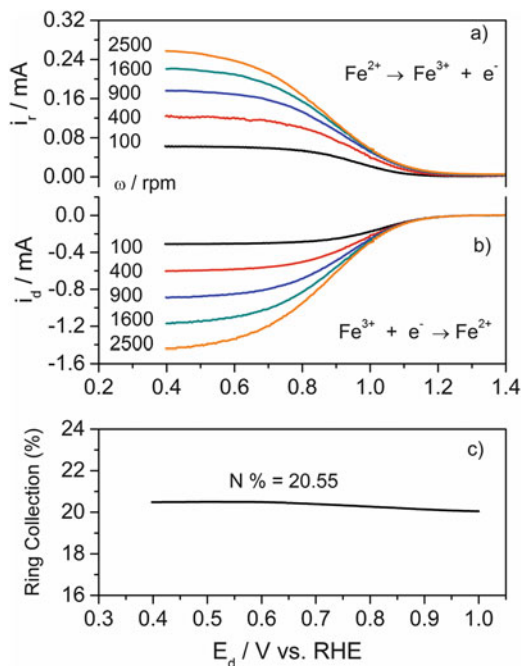 0.32
0.24
0.16
0.08
0.00
i_r / mA
2500
1600
900
400
100
ω / rpm
a)
Fe²⁺ → Fe³⁺ + e⁻
0.0
-0.4
-0.8
-1.2
-1.6
i_d / mA
100
400
900
1600
2500
b)
Fe³⁺ + e⁻ → Fe²⁺
0.2 0.4 0.6 0.8 1.0 1.2 1.4
24
22
20
18
16
Ring Collection (%)
c)
N % = 20.55
0.3 0.4 0.5 0.6 0.7 0.8 0.9 1.0 1.1
E_d / V vs. RHE